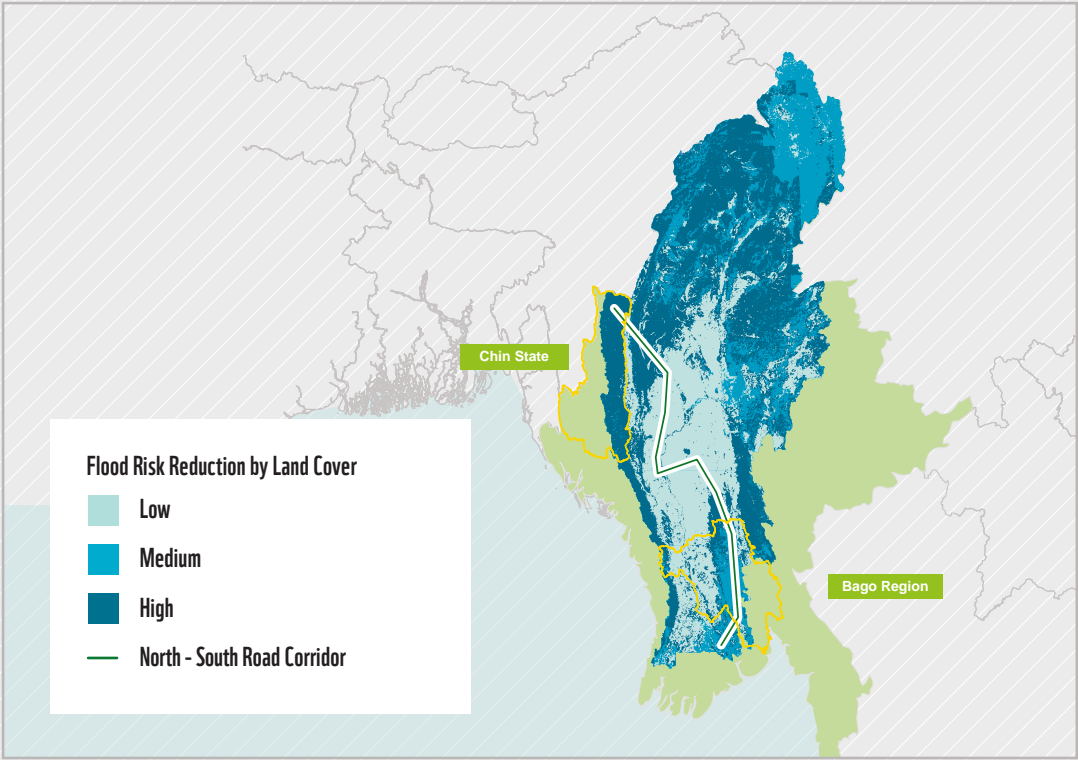 Chin State
Flood Risk Reduction by Land Cover
Low
Medium
High
North - South Road Corridor
Bago Region